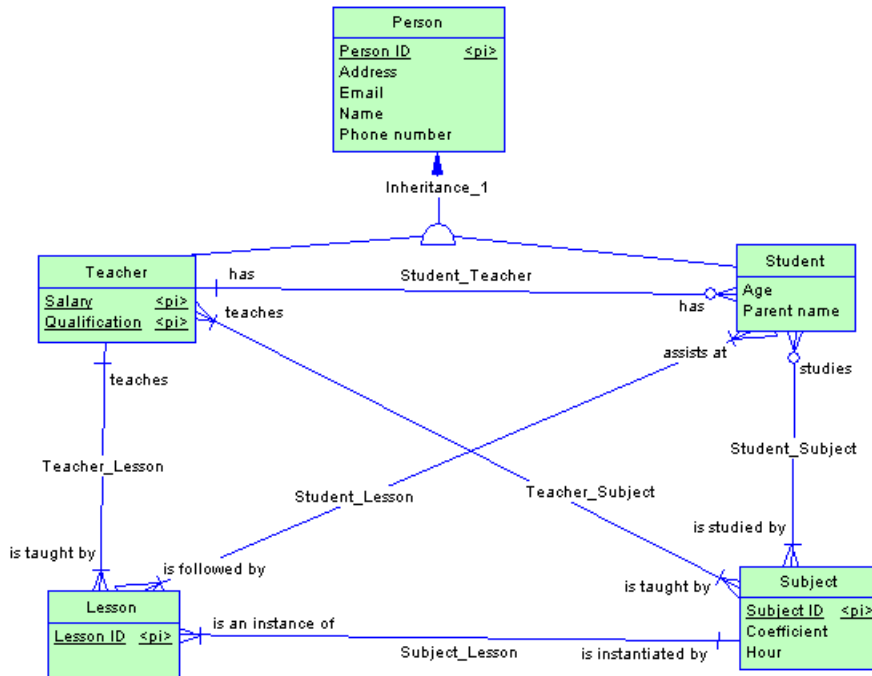 Person
Person ID <pi>
Address
Email
Name
Phone number
Inheritance_1
Teacher
Salary <pi>
Qualification <pi>
has
Student_Teacher
has
teaches
Student
Age
Parent name
assists at
studies
teaches
Teacher_Lesson
Student_Lesson
Teacher_Subject
Student_Subject
is studied by
is taught by
is followed by
is taught by
Lesson
Lesson ID <pi>
is an instance of
Subject_Lesson
is instantiated by
Subject
Subject ID <pi>
Coefficient
Hour